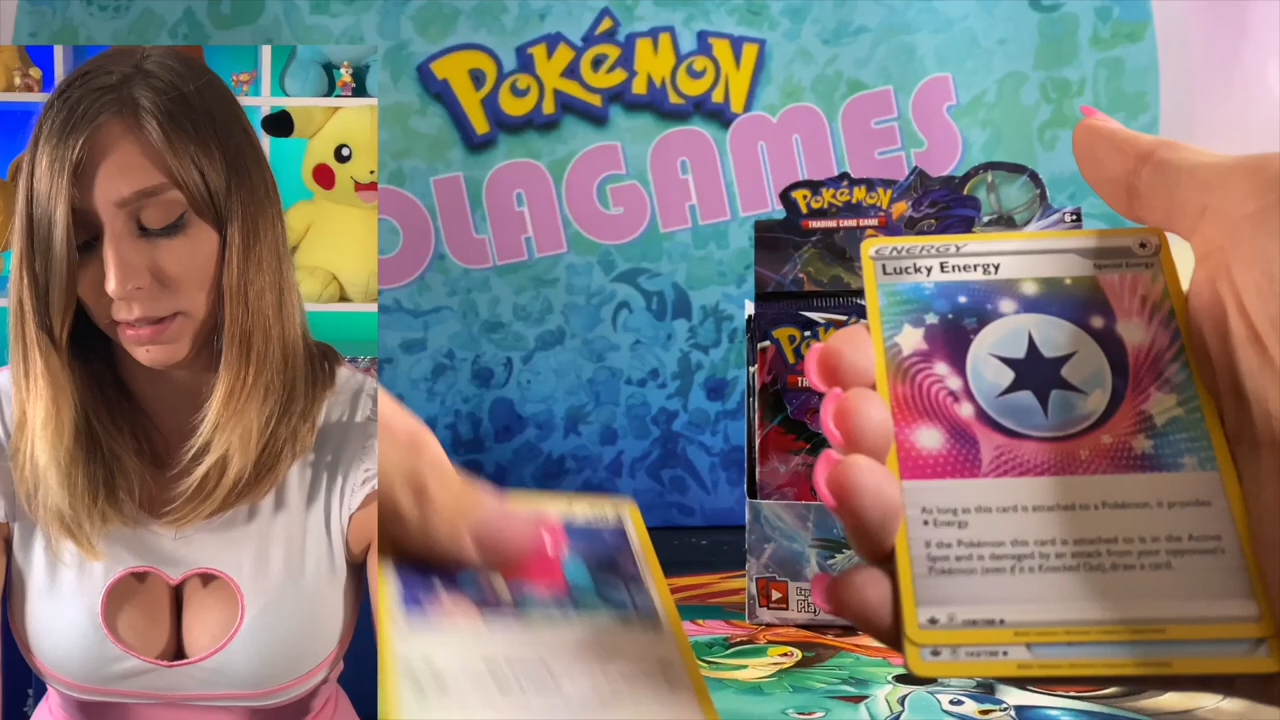 POKéMON
OLAGAMES
POKéMON
TRADING CARD GAME
6+
ENERGY
Lucky Energy
Special Energy
As long as this card is attached to a Pokémon, it provides
Energy.
If the Pokémon this card is attached to is in the Active
Spot and is damaged by an attack from your opponent's
Pokémon (even if it is Knocked Out), draw a card.
Play